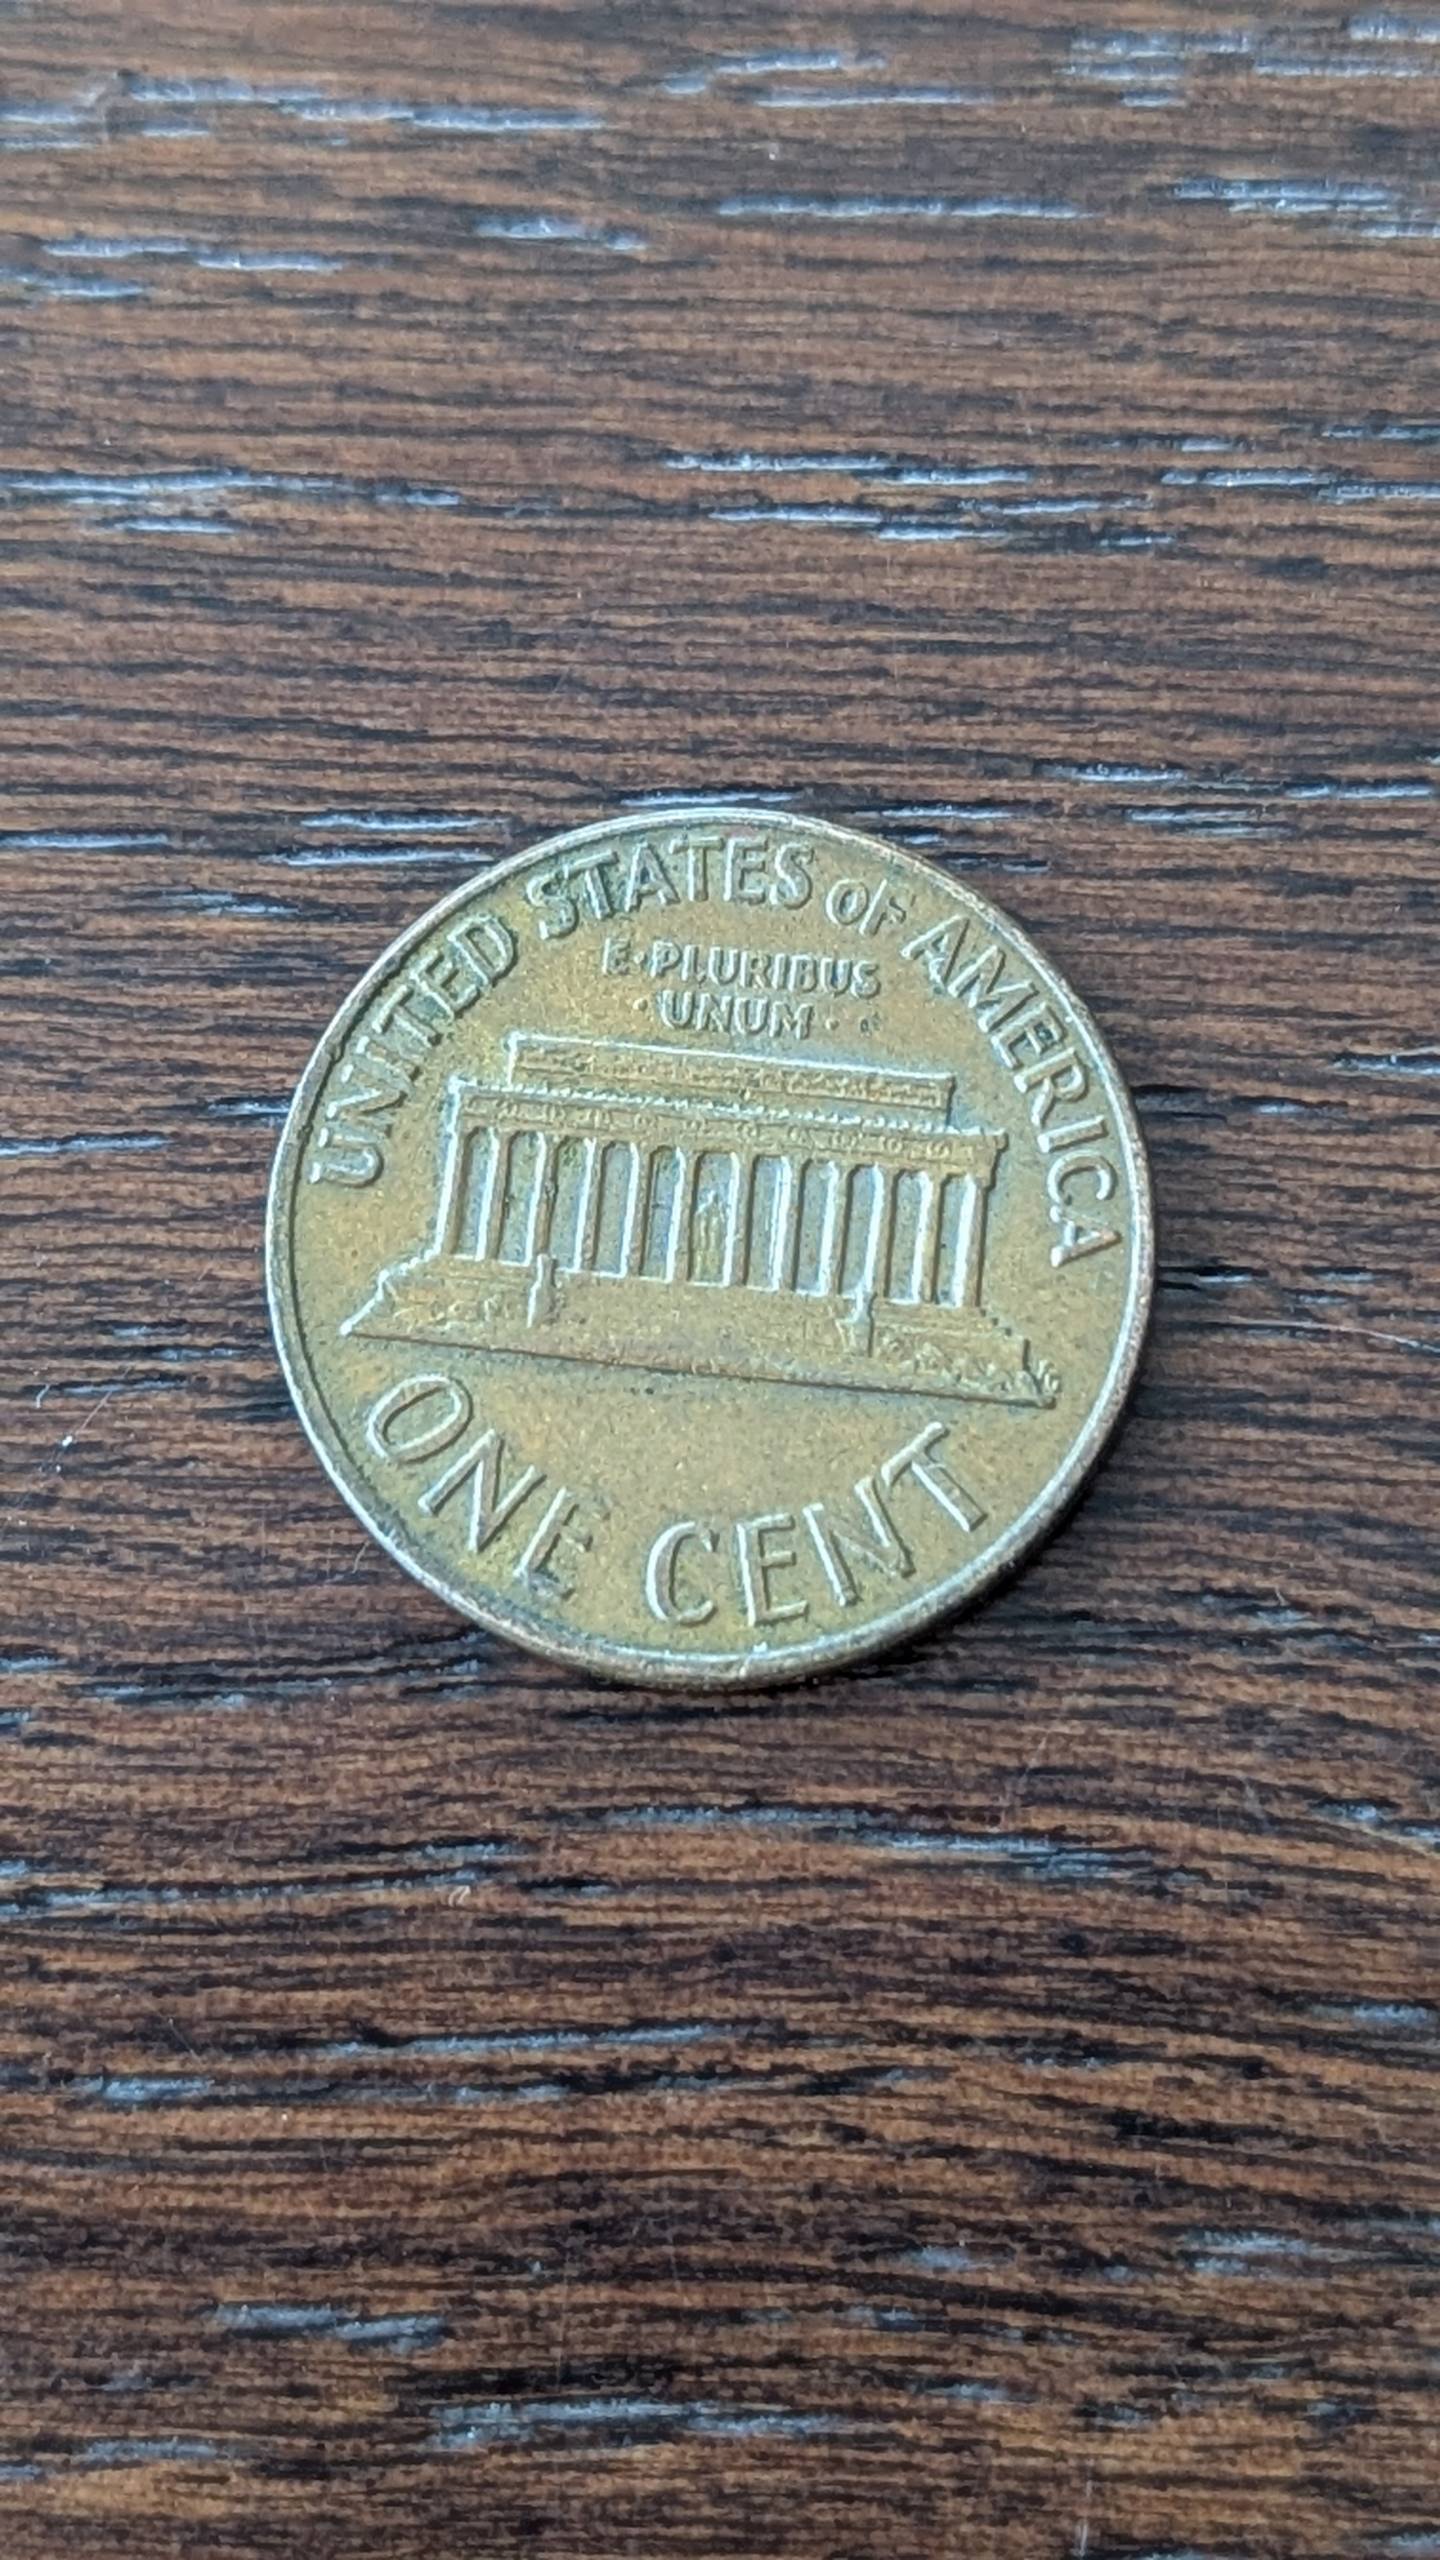 UNITED STATES OF AMERICA
E·PLURIBUS
·UNUM·
ONE CENT